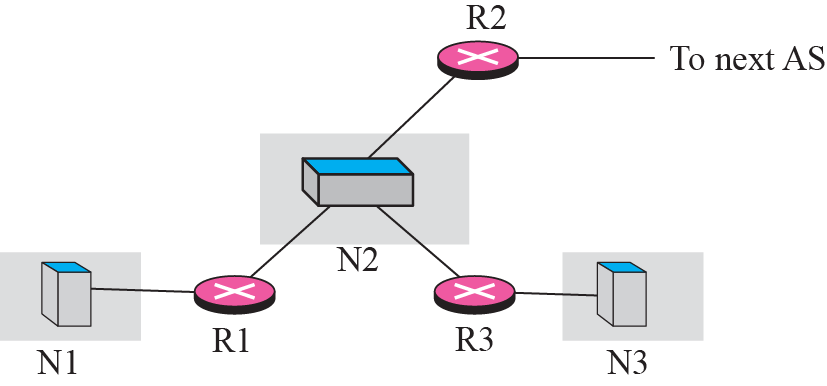 R2
To next AS
N2
R1
R3
N1
N3